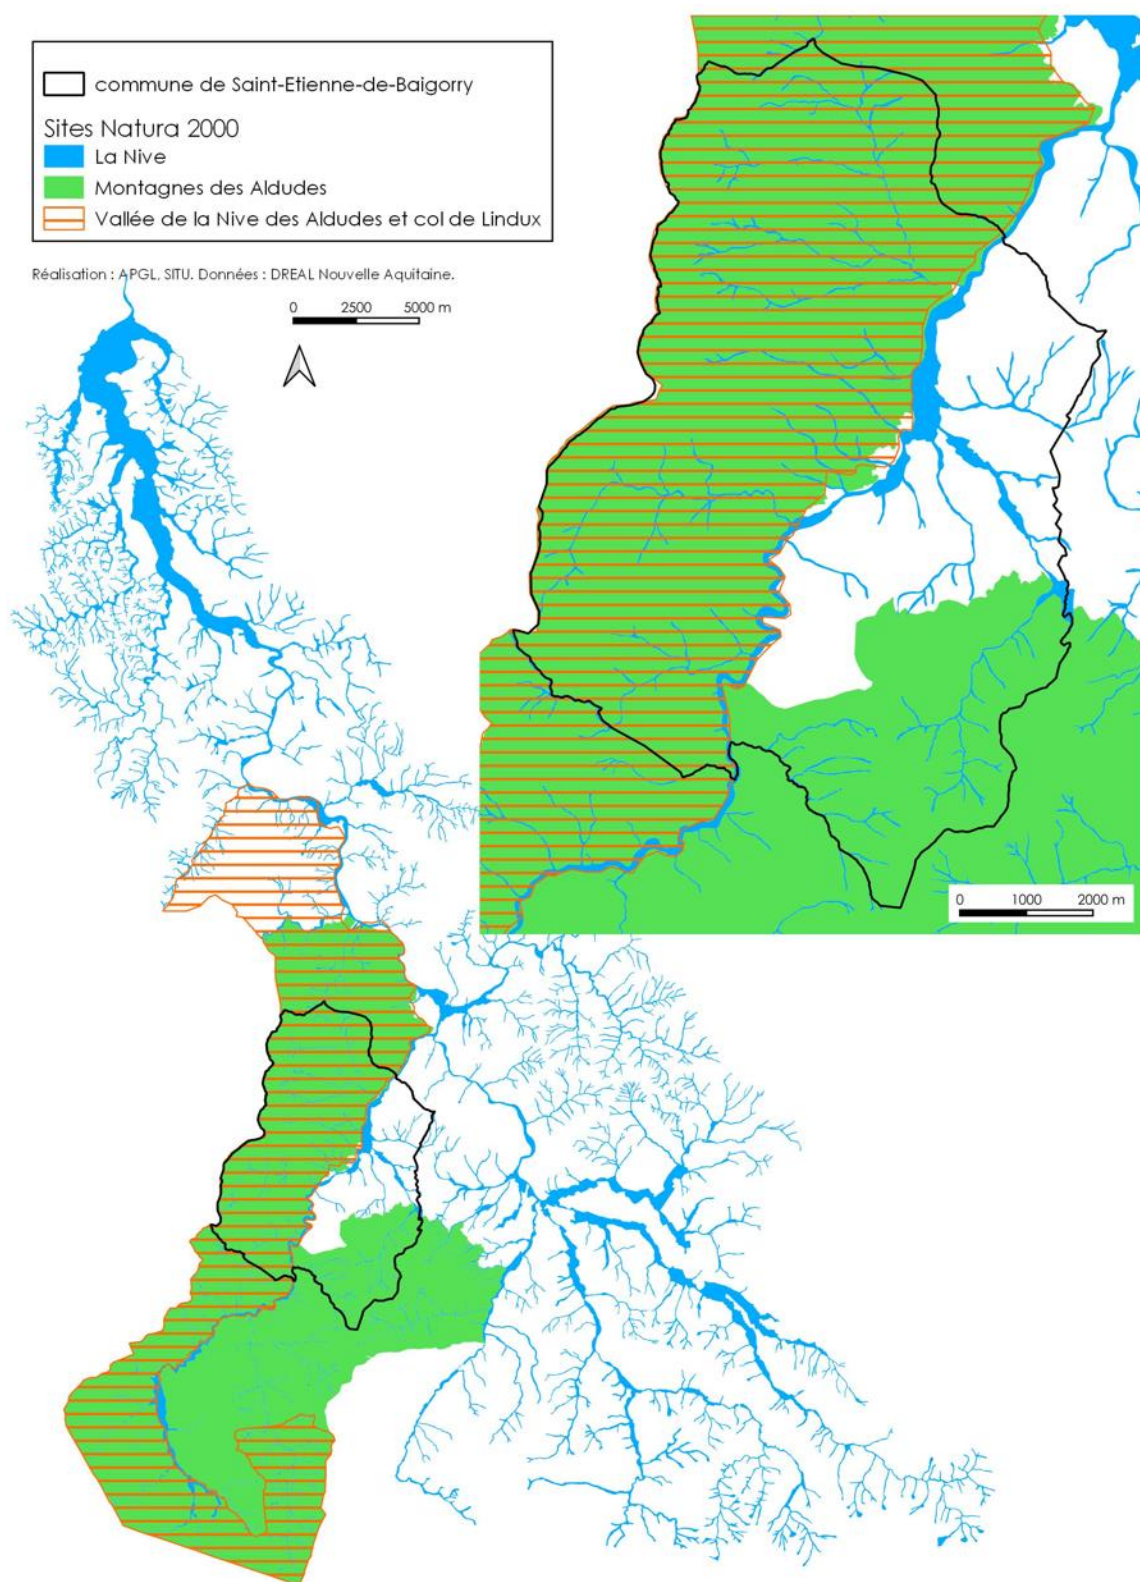 commune de Saint-Etienne-de-Baigorry
Sites Natura 2000
La Nive
Montagnes des Aldudes
Vallée de la Nive des Aldudes et col de Lindux
Réalisation : APGL, SITU. Données : DREAL Nouvelle Aquitaine.
0 2500 5000 m
0 1000 2000 m